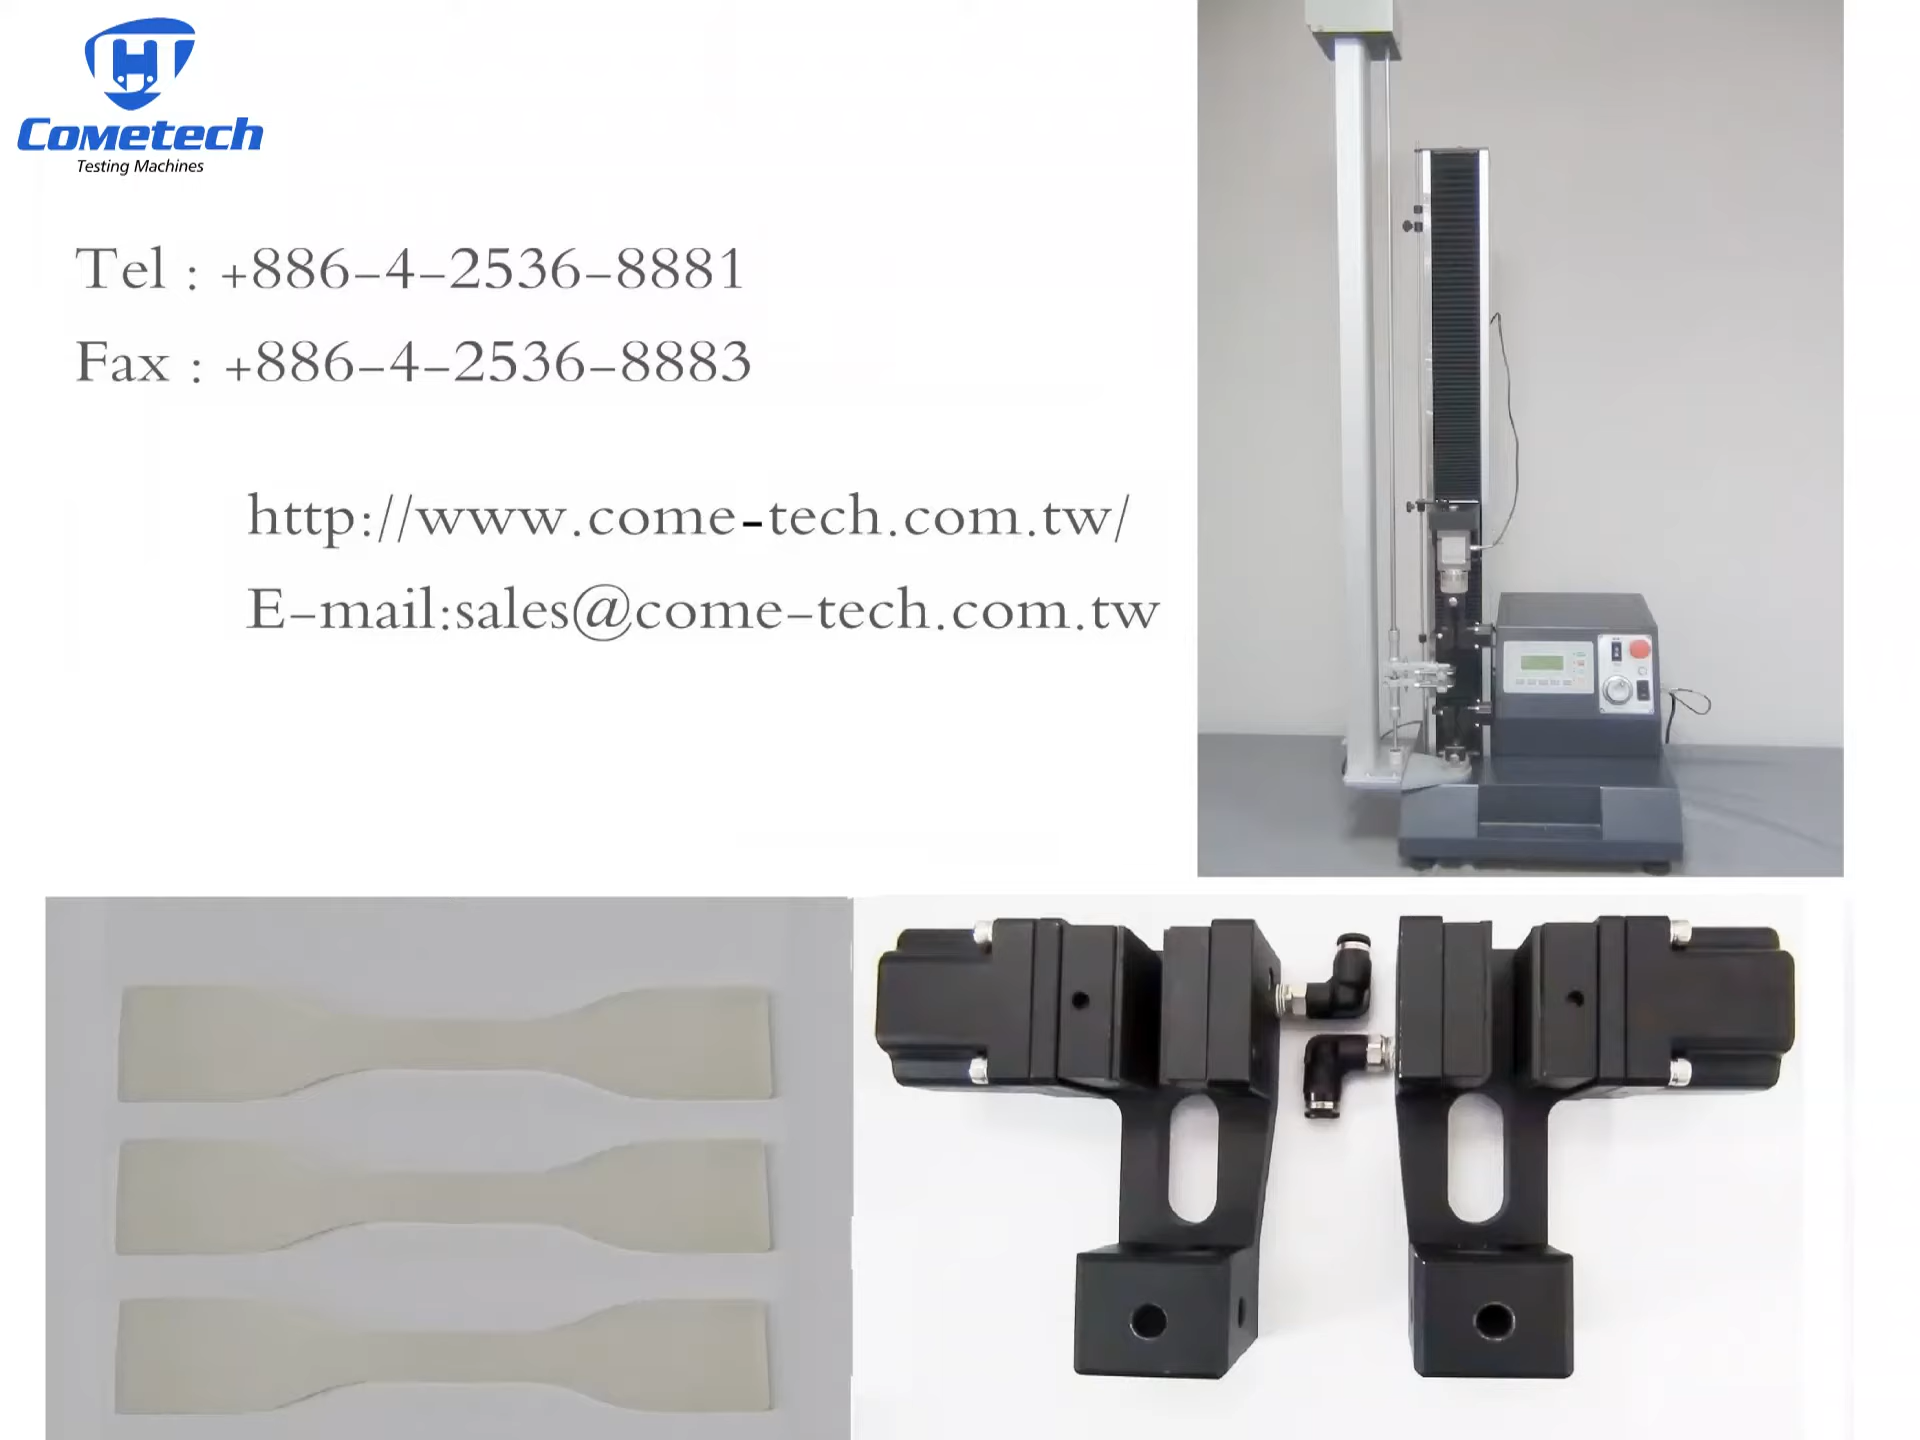 Cometech
Testing Machines
Tel : +886-4-2536-8881
Fax : +886-4-2536-8883
http://www.come-tech.com.tw/
E-mail:sales@come-tech.com.tw